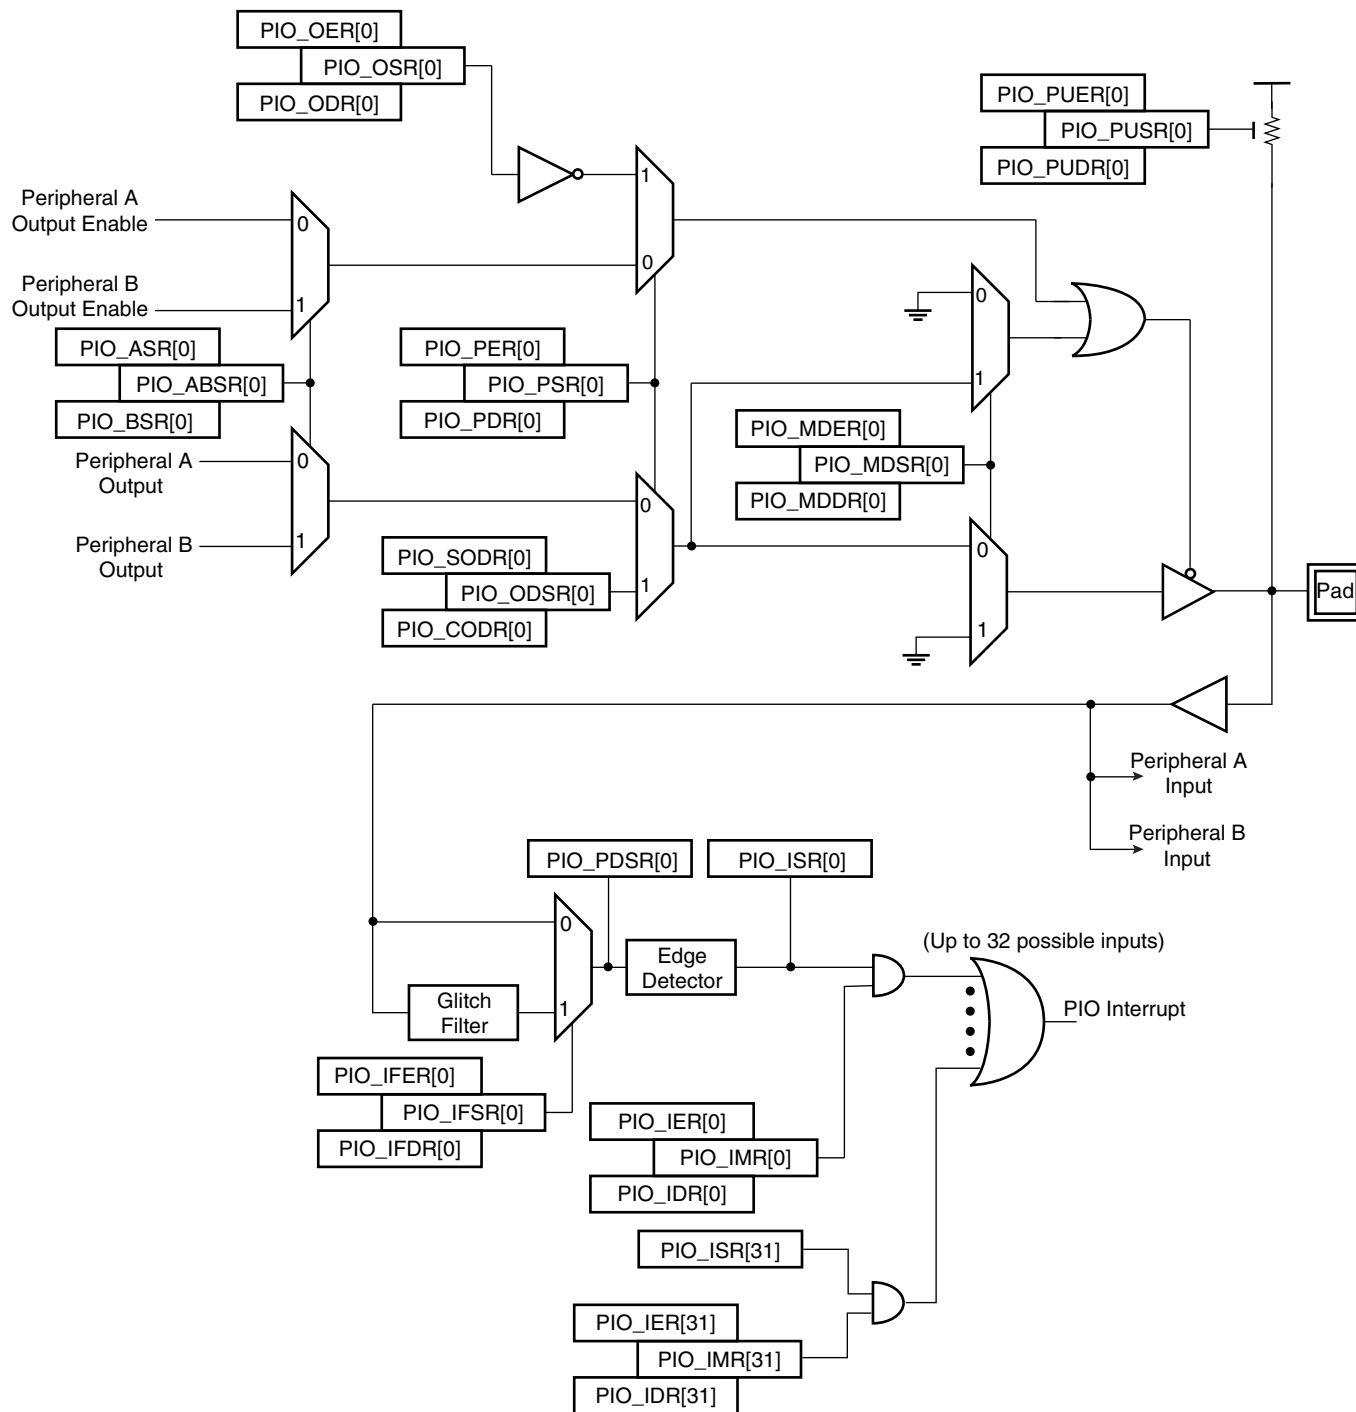 PIO_OER[0]
PIO_OSR[0]
PIO_ODR[0]
PIO_PUER[0]
PIO_PUSR[0]
PIO_PUDR[0]
1
0
Peripheral A
Output Enable
0
Peripheral B
Output Enable
1
PIO_ASR[0]
PIO_ABSR[0]
PIO_BSR[0]
PIO_PER[0]
PIO_PSR[0]
PIO_PDR[0]
0
1
PIO_MDER[0]
PIO_MDSR[0]
PIO_MDDR[0]
Peripheral A
Output
0
Peripheral B
Output
1
0
1
PIO_SODR[0]
PIO_ODSR[0]
PIO_CODR[0]
0
1
Pad
Peripheral A
Input
Peripheral B
Input
PIO_PDSR[0]
PIO_ISR[0]
0
1
Glitch
Filter
Edge
Detector
(Up to 32 possible inputs)
PIO Interrupt
PIO_IFER[0]
PIO_IFSR[0]
PIO_IFDR[0]
PIO_IER[0]
PIO_IMR[0]
PIO_IDR[0]
PIO_ISR[31]
PIO_IER[31]
PIO_IMR[31]
PIO_IDR[31]